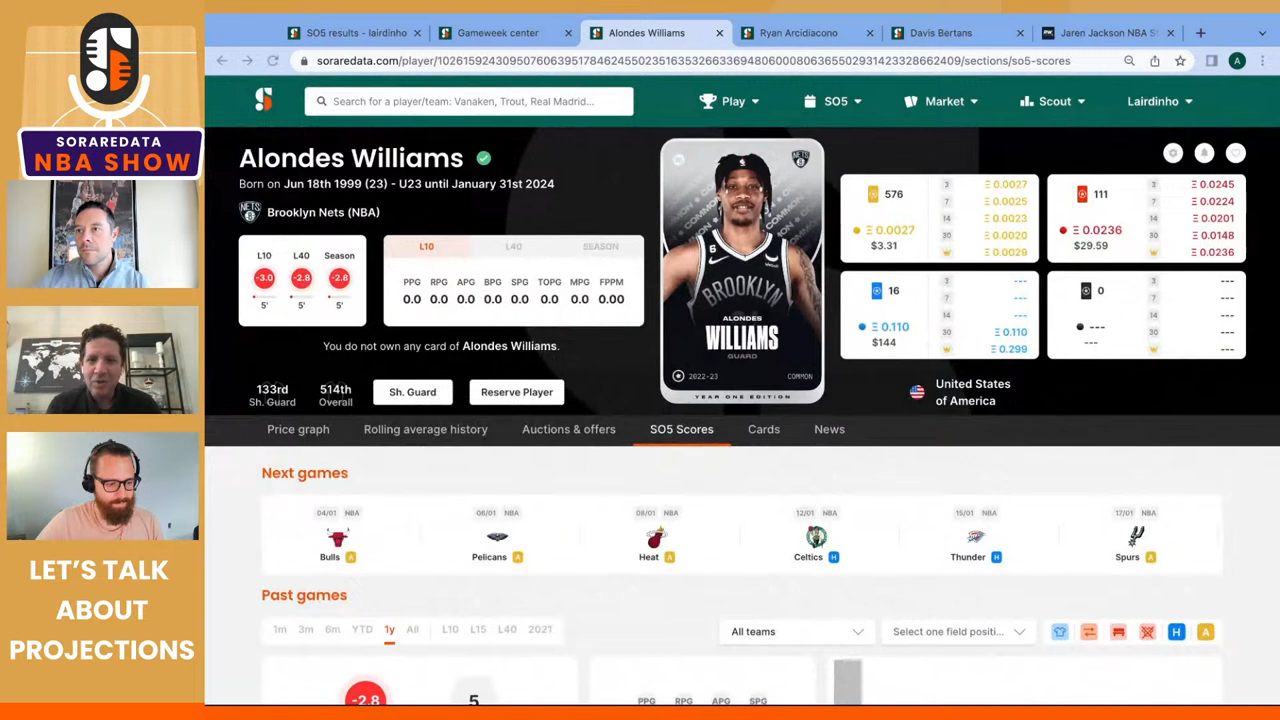 SORAREDATA
NBA SHOW
LET'S TALK
ABOUT
PROJECTIONS
SO5 results - lairdinho
Gameweek center
Alondes Williams
Ryan Arcidiacono
Davis Bertans
Jaren Jackson NBA S
soraredata.com/player/
/sections/so5-scores
A
Search for a player/team: Vanaken, Trout, Real Madrid...
Play
SO5
Market
Scout
Lairdinho
Alondes Williams
Born on Jun 18th 1999 (23) - U23 until January 31st 2024
Brooklyn Nets (NBA)
L10 L40 Season
-3.0 -2.8 -2.8
5' 5' 5'
L10 L40 SEASON
PPG RPG APG BPG SPG TOPG MPG FPPM
0.0 0.0 0.0 0.0 0.0 0.0 0.0 0.00
You do not own any card of Alondes Williams.
133rd
Sh. Guard
514th
Overall
Sh. Guard
Reserve Player
NETS
6
BROOKLYN
ALONDES
WILLIAMS
GUARD
2022-23
COMMON
YEAR ONE EDITION
576
Ξ 0.0027
$3.31
3 Ξ 0.0027
7 Ξ 0.0025
14 Ξ 0.0023
30 Ξ 0.0020
Ξ 0.0029
111
Ξ 0.0236
$29.59
3 Ξ 0.0245
7 Ξ 0.0224
14 Ξ 0.0201
30 Ξ 0.0148
Ξ 0.0236
16
Ξ 0.110
$144
3 ---
7 ---
14 ---
30 Ξ 0.110
Ξ 0.299
0
---
---
3 ---
7 ---
14 ---
30 ---
---
United States
of America
Price graph
Rolling average history
Auctions & offers
SO5 Scores
Cards
News
Next games
04/01 NBA
Bulls A
06/01 NBA
Pelicans A
08/01 NBA
Heat A
12/01 NBA
Celtics H
15/01 NBA
Thunder H
17/01 NBA
Spurs A
Past games
1m 3m 6m YTD 1y All L10 L15 L40 2021
All teams
Select one field positi...
H
A
-2.8
5
PPG RPG APG SPG